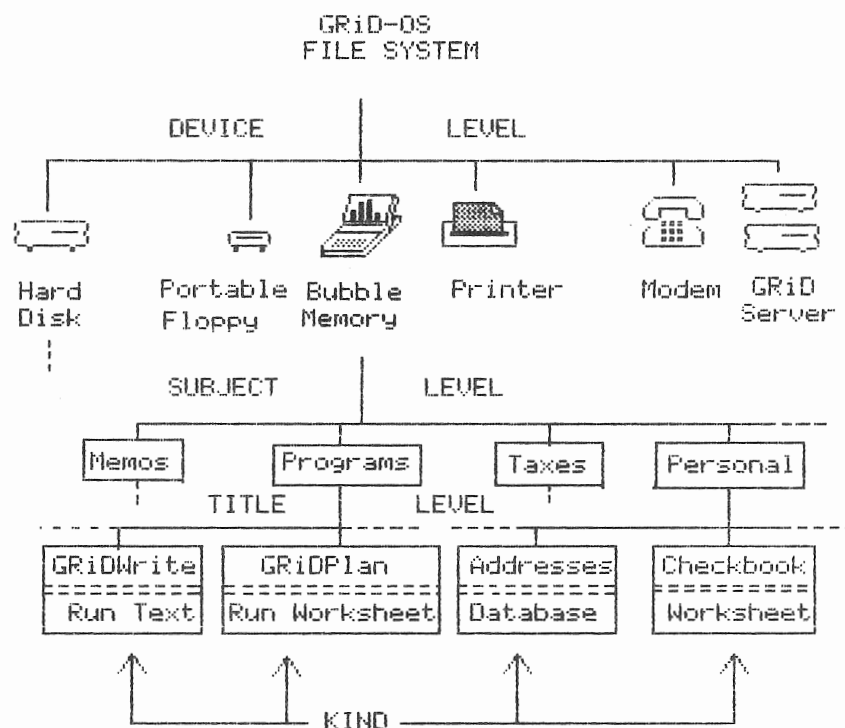 GRiD-OS
FILE SYSTEM
DEVICE LEVEL
Hard Disk
Portable Floppy
Bubble Memory
Printer
Modem
GRiD Server
SUBJECT LEVEL
Memos Programs Taxes Personal
TITLE LEVEL
GRiDWrite GRiDPlan Addresses Checkbook
Run Text Run Worksheet Database Worksheet
KIND